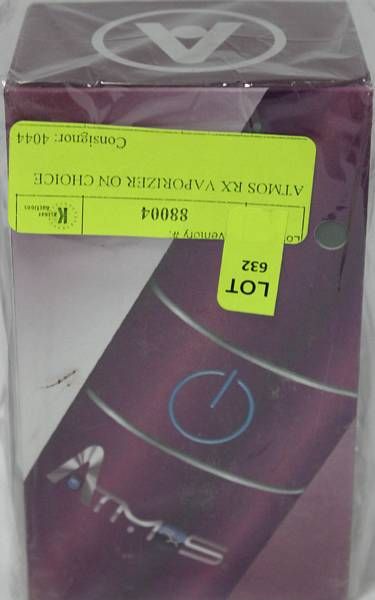 A
Consignor: 4044
ATMOS RX VAPORIZER ON CHOICE
88004
K
LOT
632
Atmos